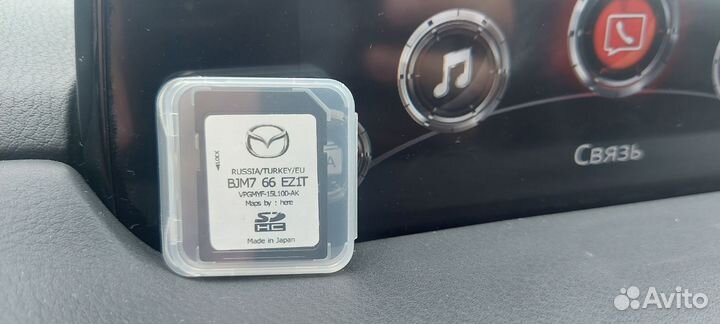 LOCK
RUSSIA/TURKEY/EU
BJM7 66 EZ1T
VPGMYF-15L100-AK
Maps by : here
SD
HC
Made in Japan
Связь
Avito